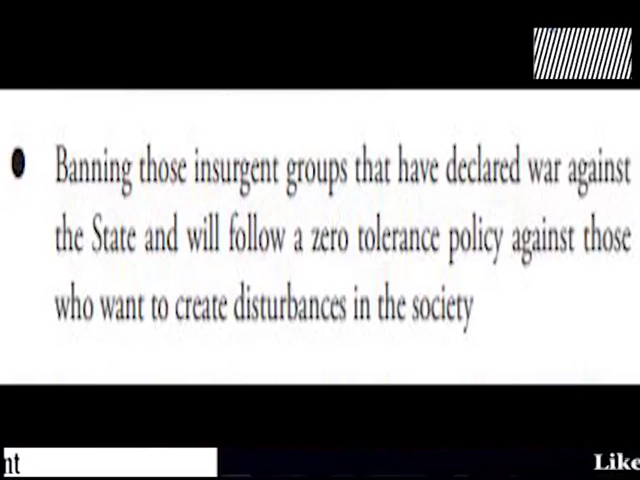 ● Banning those insurgent groups that have declared war against
the State and will follow a zero tolerance policy against those
who want to create disturbances in the society
nt
Like